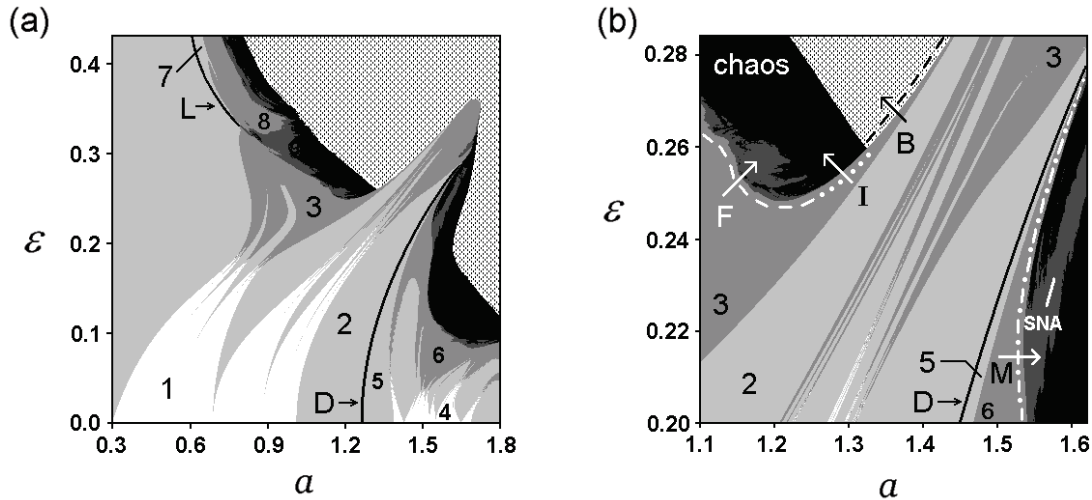 (a)
0.4
0.3
ε 0.2
0.1
0.0
7
L→
8
9
3
2
1
D→
5
6
4
0.3 0.6 0.9 1.2 1.5 1.8
a
(b)
0.28
0.26
ε 0.24
0.22
0.20
chaos
3
B
F
I
3
2
SNA
5
M
D→
6
1.1 1.2 1.3 1.4 1.5 1.6
a